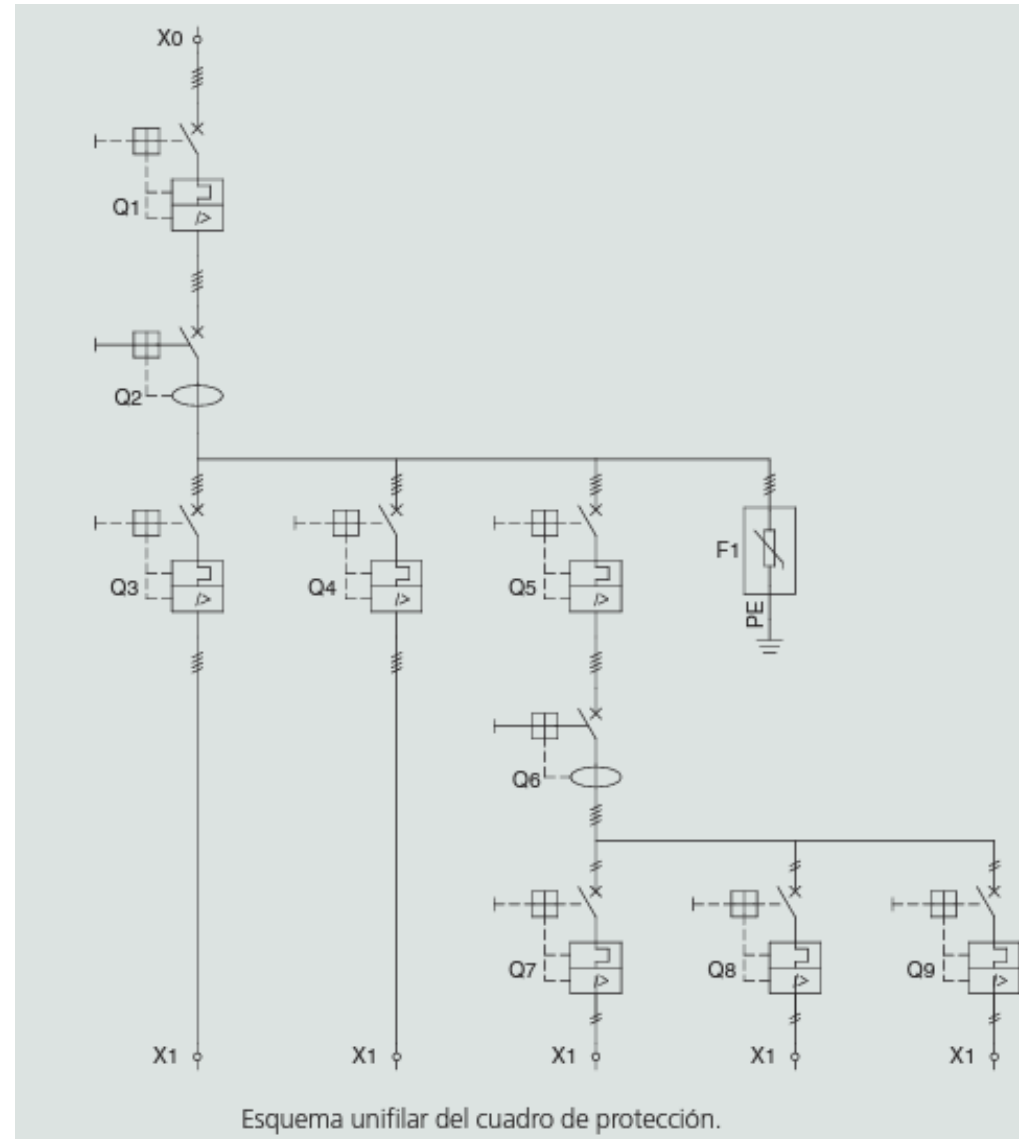 X0
Q1
Q2
Q3
Q4
Q5
F1
PE
Q6
Q7
Q8
Q9
X1
X1
X1
X1
X1
Esquema unifilar del cuadro de protección.